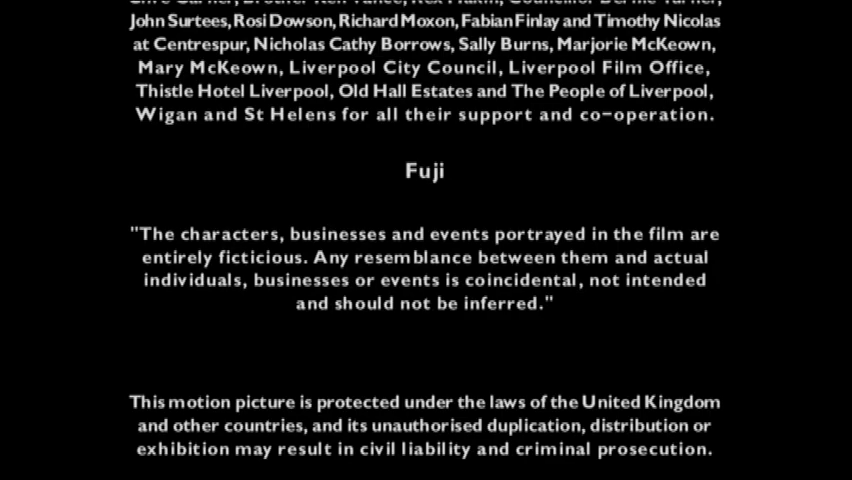 John Surtees, Rosi Dowson, Richard Moxon, Fabian Finlay and Timothy Nicolas
at Centrespur, Nicholas Cathy Borrows, Sally Burns, Marjorie McKeown,
Mary McKeown, Liverpool City Council, Liverpool Film Office,
Thistle Hotel Liverpool, Old Hall Estates and The People of Liverpool,
Wigan and St Helens for all their support and co-operation.
Fuji
"The characters, businesses and events portrayed in the film are
entirely ficticious. Any resemblance between them and actual
individuals, businesses or events is coincidental, not intended
and should not be inferred."
This motion picture is protected under the laws of the United Kingdom
and other countries, and its unauthorised duplication, distribution or
exhibition may result in civil liability and criminal prosecution.